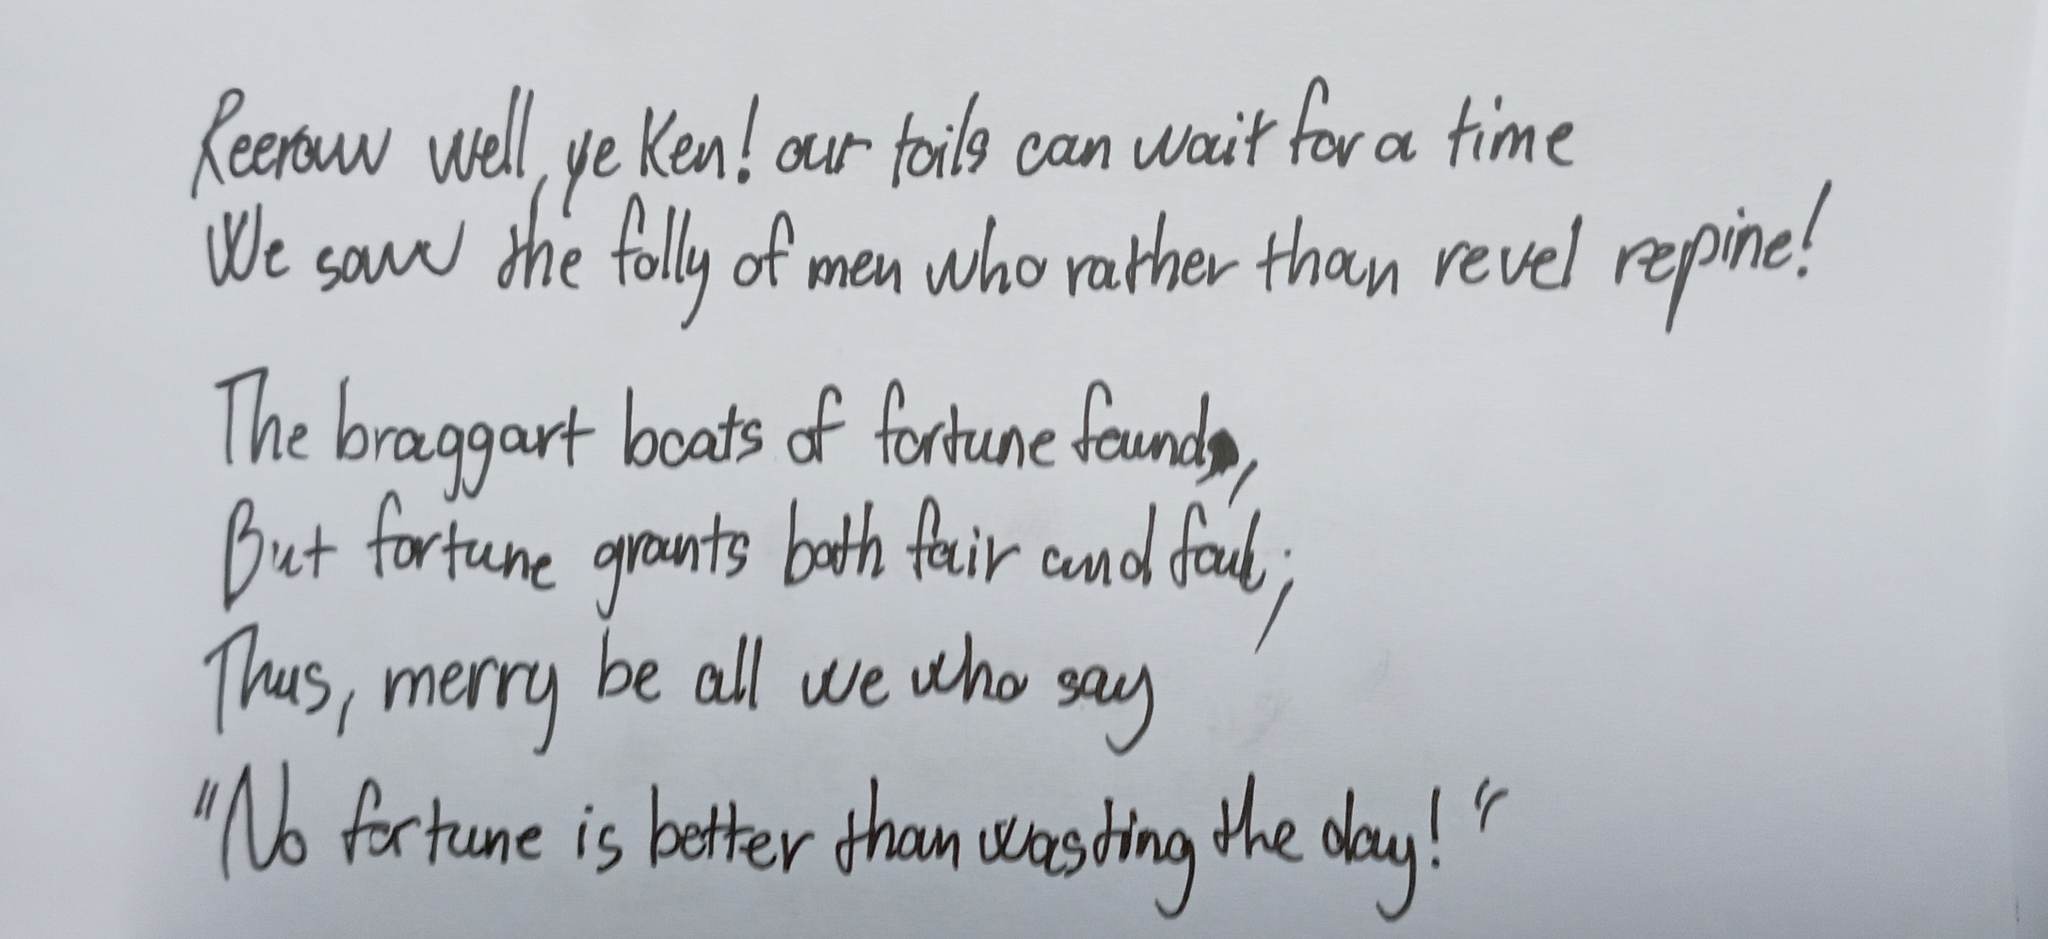 Reerouw well, ye Ken! our toils can wait for a time
We saw the folly of men who rather than revel repine!
The braggart boats of fortune found,
But fortune grants both fair and foul;
Thus, merry be all we who say
"No fortune is better than wasting the day!"